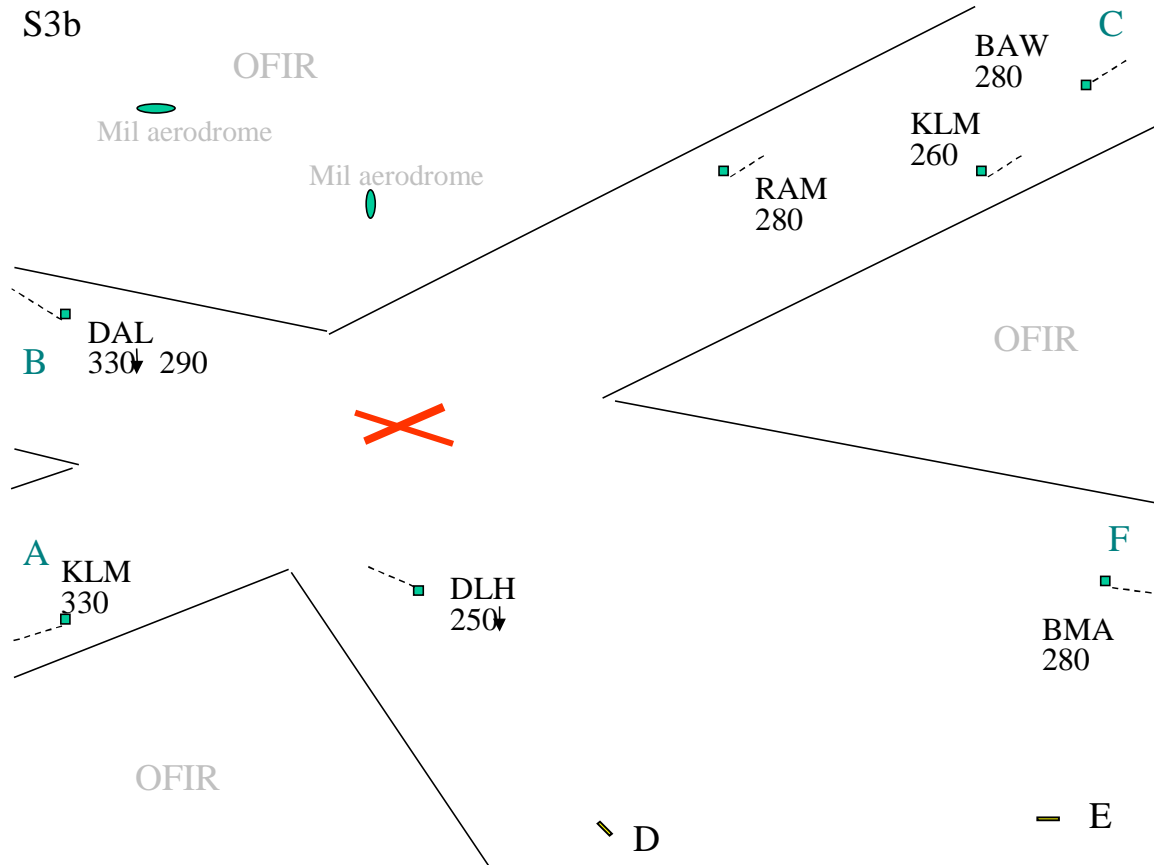 S3b
OFIR
Mil aerodrome
Mil aerodrome
BAW
280
C
KLM
260
RAM
280
DAL
330 290
B
OFIR
A
KLM
330
DLH
250
F
BMA
280
OFIR
D
E